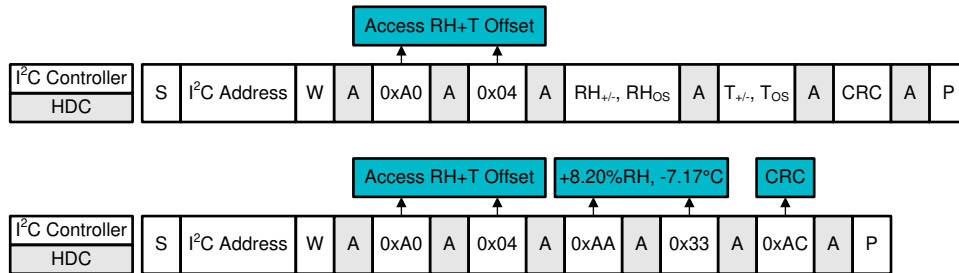 Access RH+T Offset
I²C Controller
HDC
S I²C Address W A 0xA0 A 0x04 A RH+/-, RHOS A T+/-, TOS A CRC A P
Access RH+T Offset +8.20%RH, -7.17°C CRC
I²C Controller
HDC
S I²C Address W A 0xA0 A 0x04 A 0xAA A 0x33 A 0xAC A P